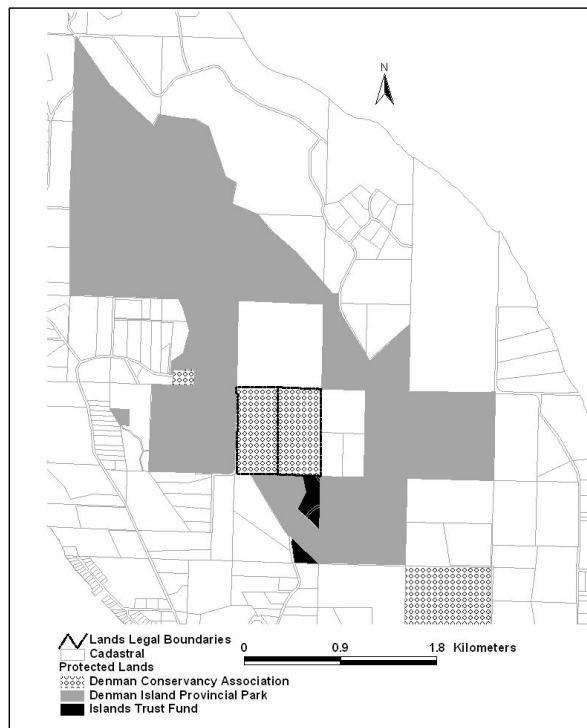 N
Lands Legal Boundaries
Cadastral
Protected Lands
Denman Conservancy Association
Denman Island Provincial Park
Islands Trust Fund
0 0.9 1.8 Kilometers